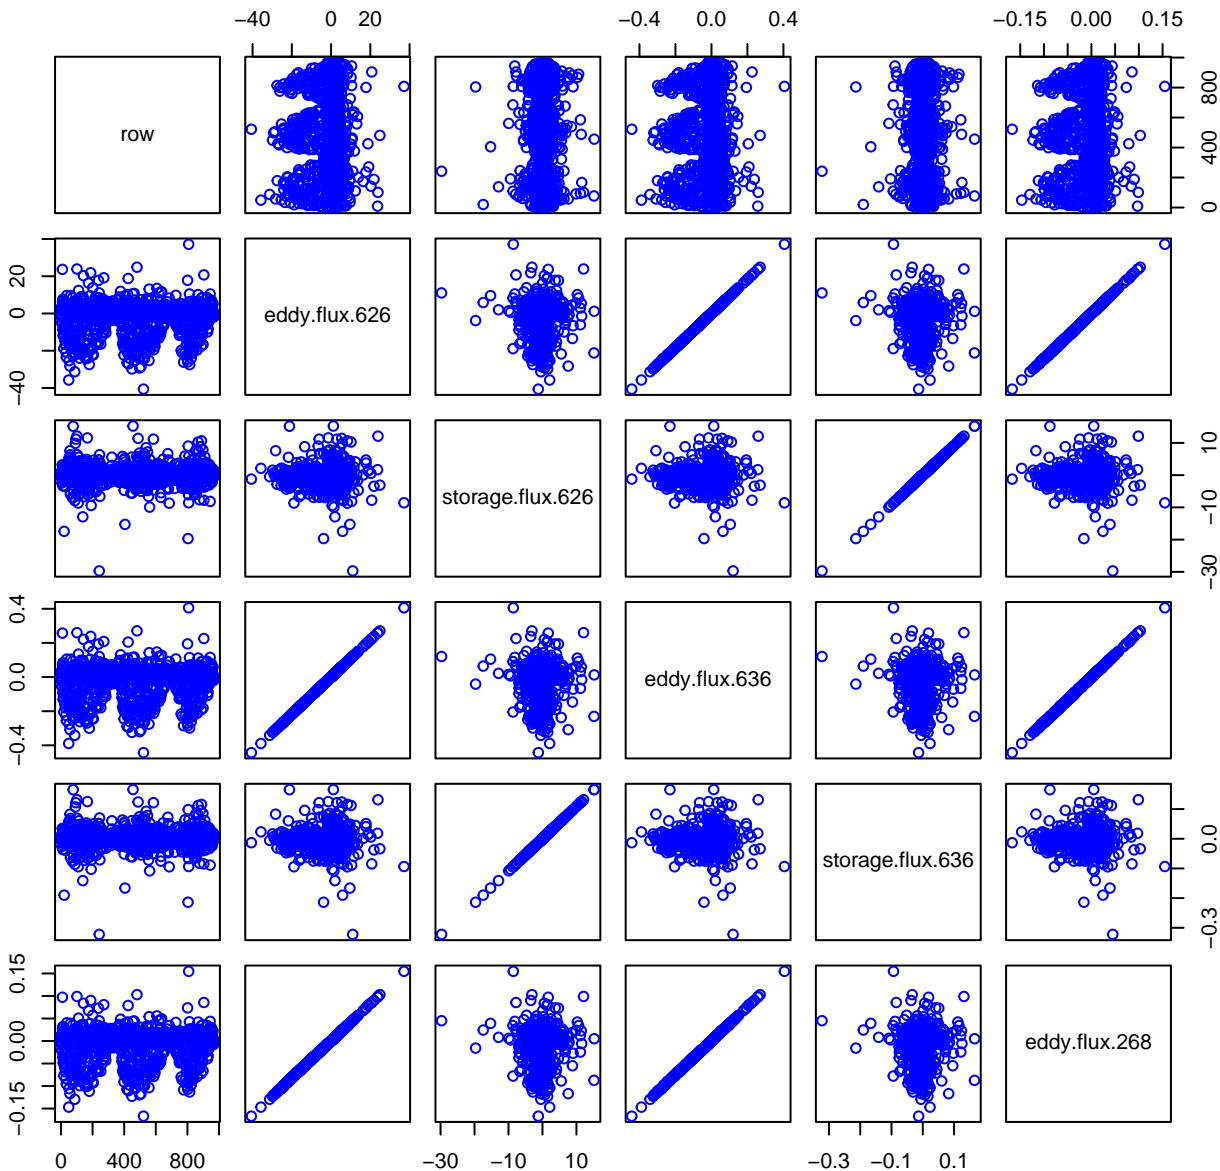 −40 0 20 −0.4 0.0 0.4 −0.15 0.00 0.15
row
0 400 800
eddy.flux.626
−40 0 20
storage.flux.626
−30 −10 10
eddy.flux.636
−0.4 0.0 0.4
storage.flux.636
−0.3 0.0
eddy.flux.268
−0.15 0.00 0.15
0 400 800 −30 −10 10 −0.3 −0.1 0.1